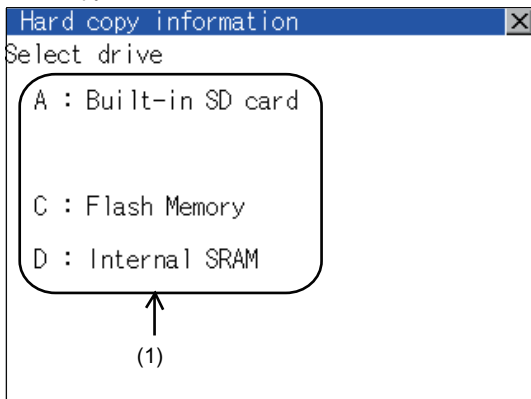 Hard copy information
Select drive
A : Built-in SD card
C : Flash Memory
D : Internal SRAM
(1)